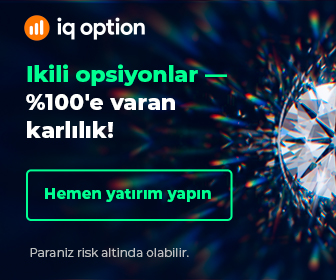 iq option
Ikili opsiyonlar —
%100'e varan
karlılık!
Hemen yatırım yapın
Paraniz risk altinda olabilir.